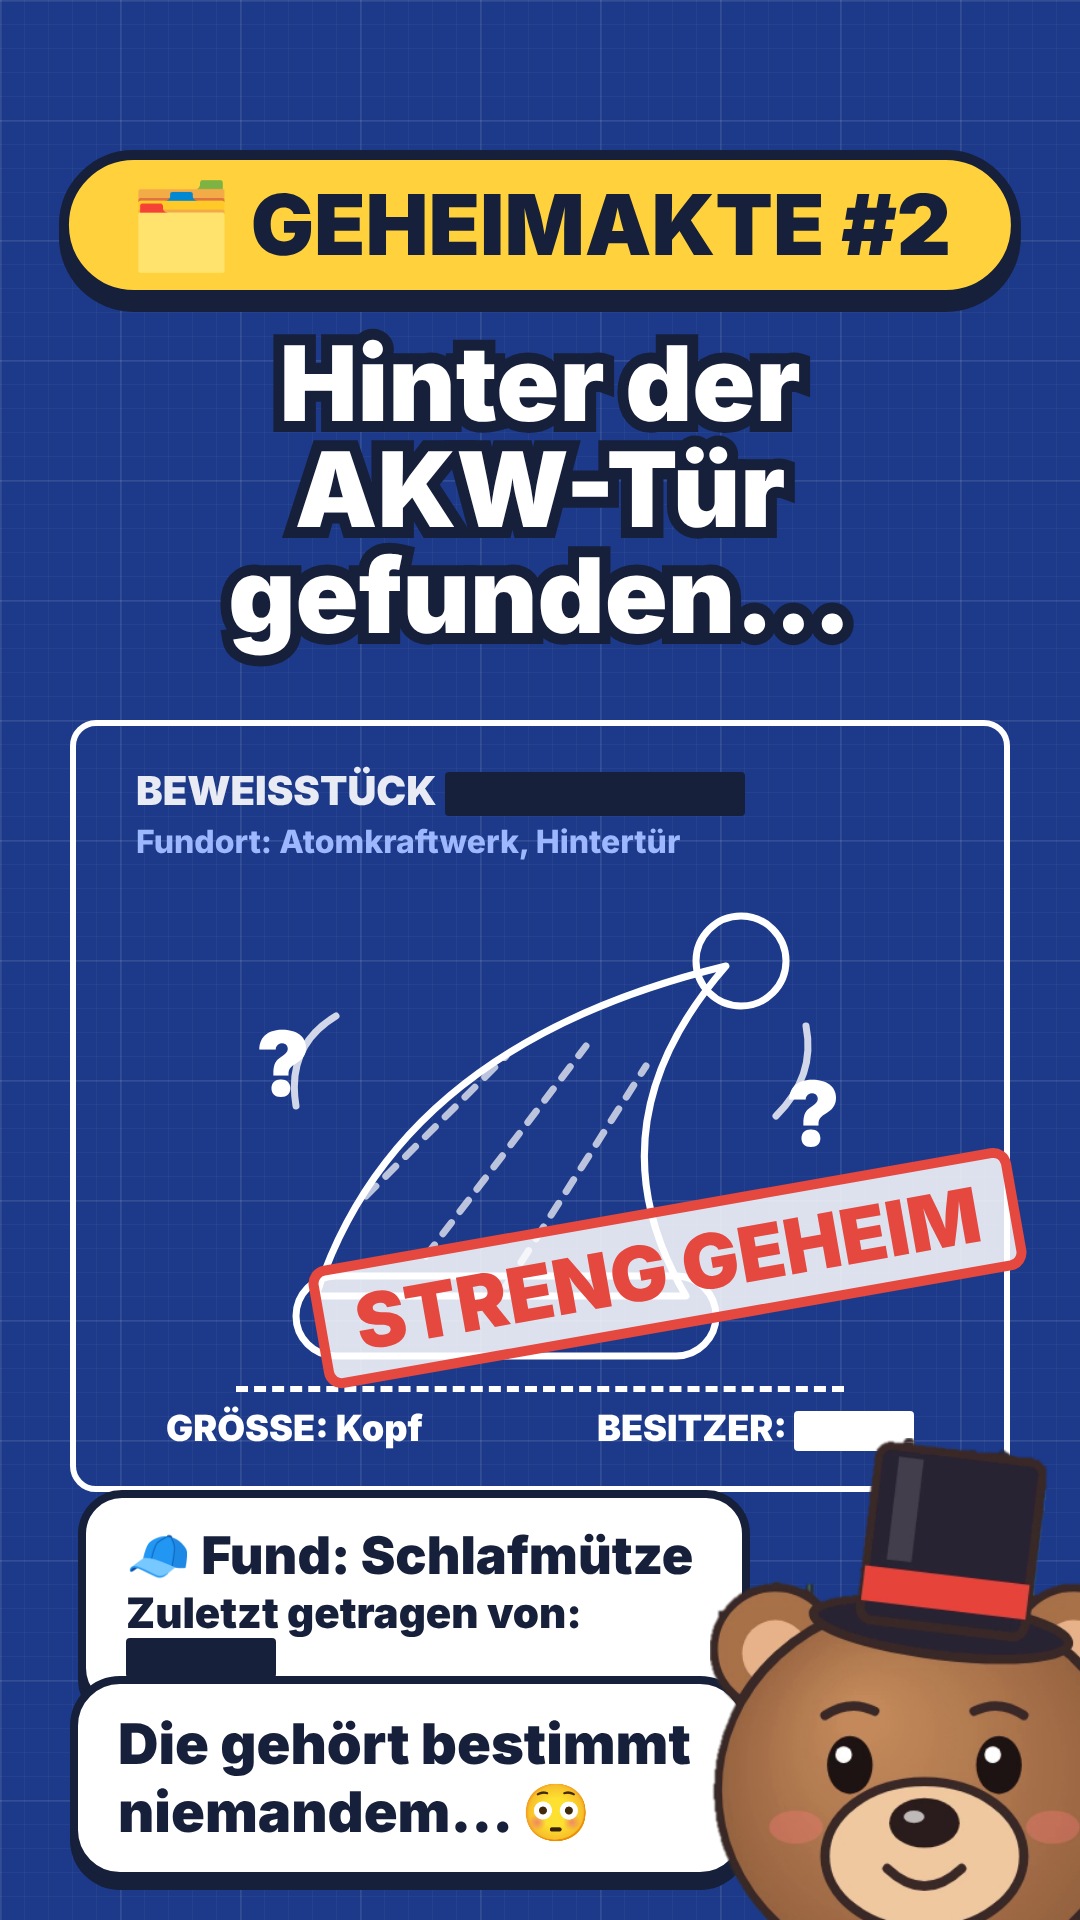 🗂️ GEHEIMAKTE #2
Hinter der
AKW-Tür
gefunden...
BEWEISSTÜCK
Fundort: Atomkraftwerk, Hintertür
?
?
STRENG GEHEIM
GRÖSSE: Kopf
BESITZER:
🧢 Fund: Schlafmütze
Zuletzt getragen von:
Die gehört bestimmt
niemandem... 😳